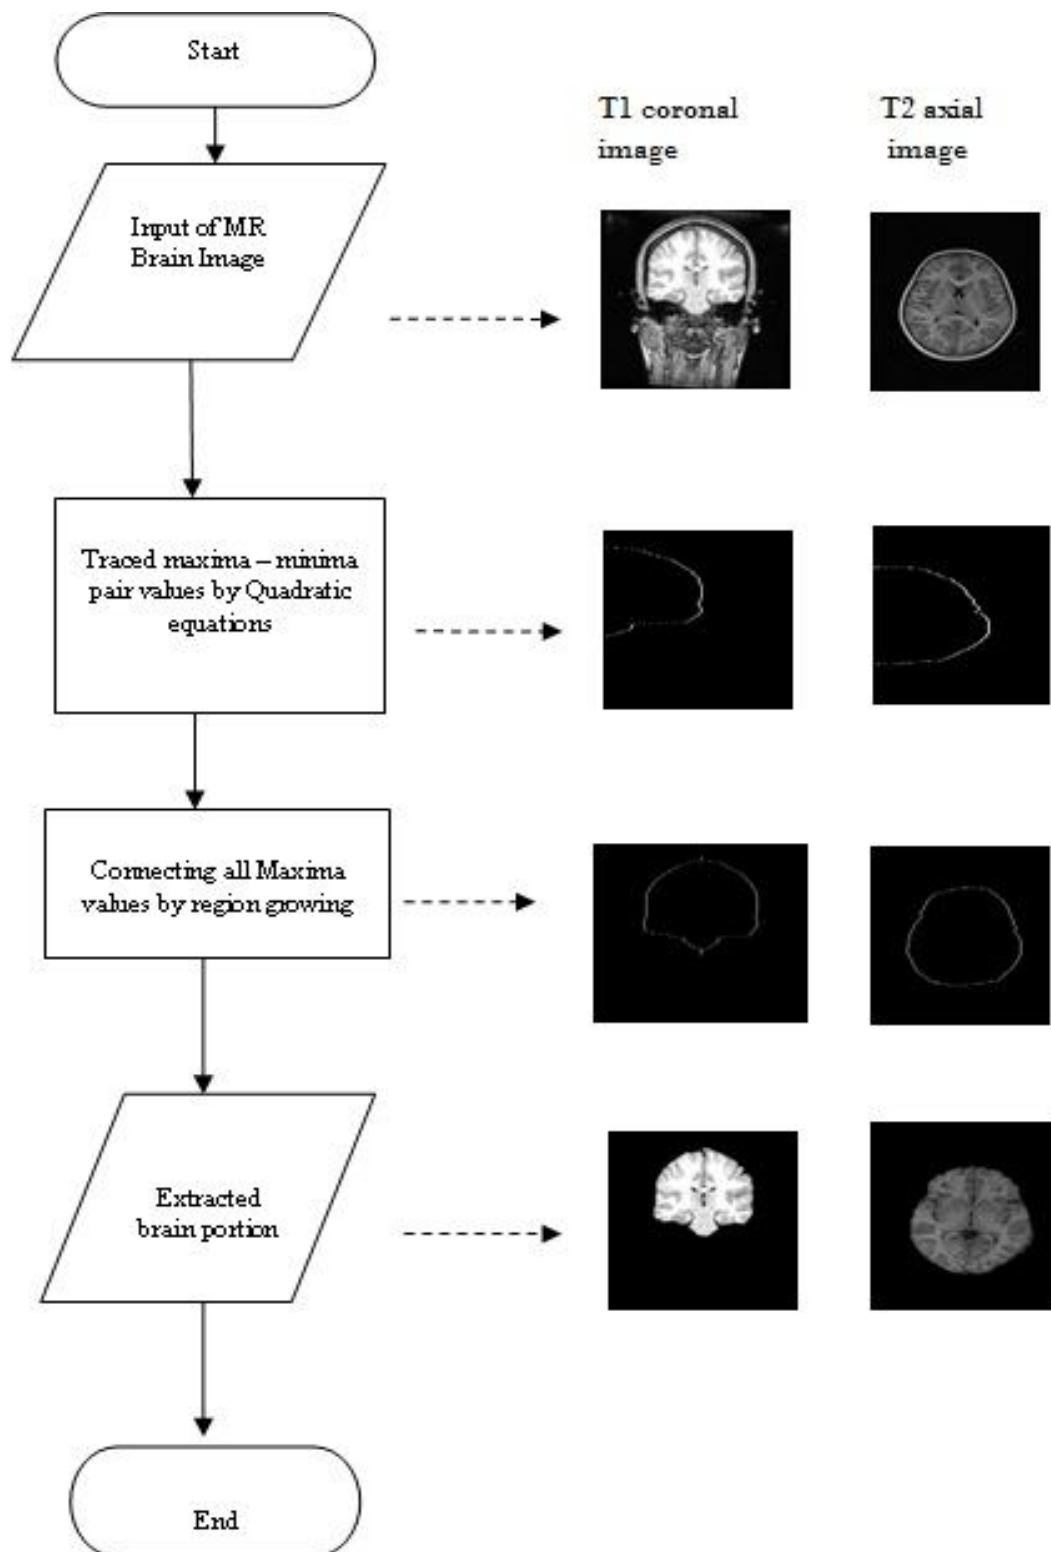 Start
T1 coronal
image
T2 axial
image
Input of MR
Brain Image
Traced maxima – minima
pair values by Quadratic
equations
Connecting all Maxima
values by region growing
Extracted
brain portion
End